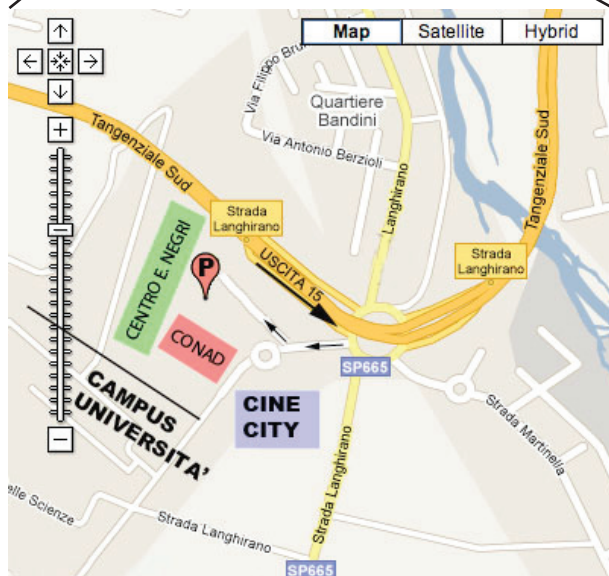 Map
Satellite
Hybrid
Via Filippo Bru
Quartiere
Bandini
Via Antonio Berzioli
Tangenziale Sud
Langhirano
Tangenziale Sud
Strada
Langhirano
Strada
Langhirano
USCITA 15
CENTRO E. NEGRI
P
CONAD
SP665
CAMPUS
UNIVERSITA'
CINE
CITY
Strada Martinella
Strada Langhirano
elle Scienze
Strada Langhirano
SP665